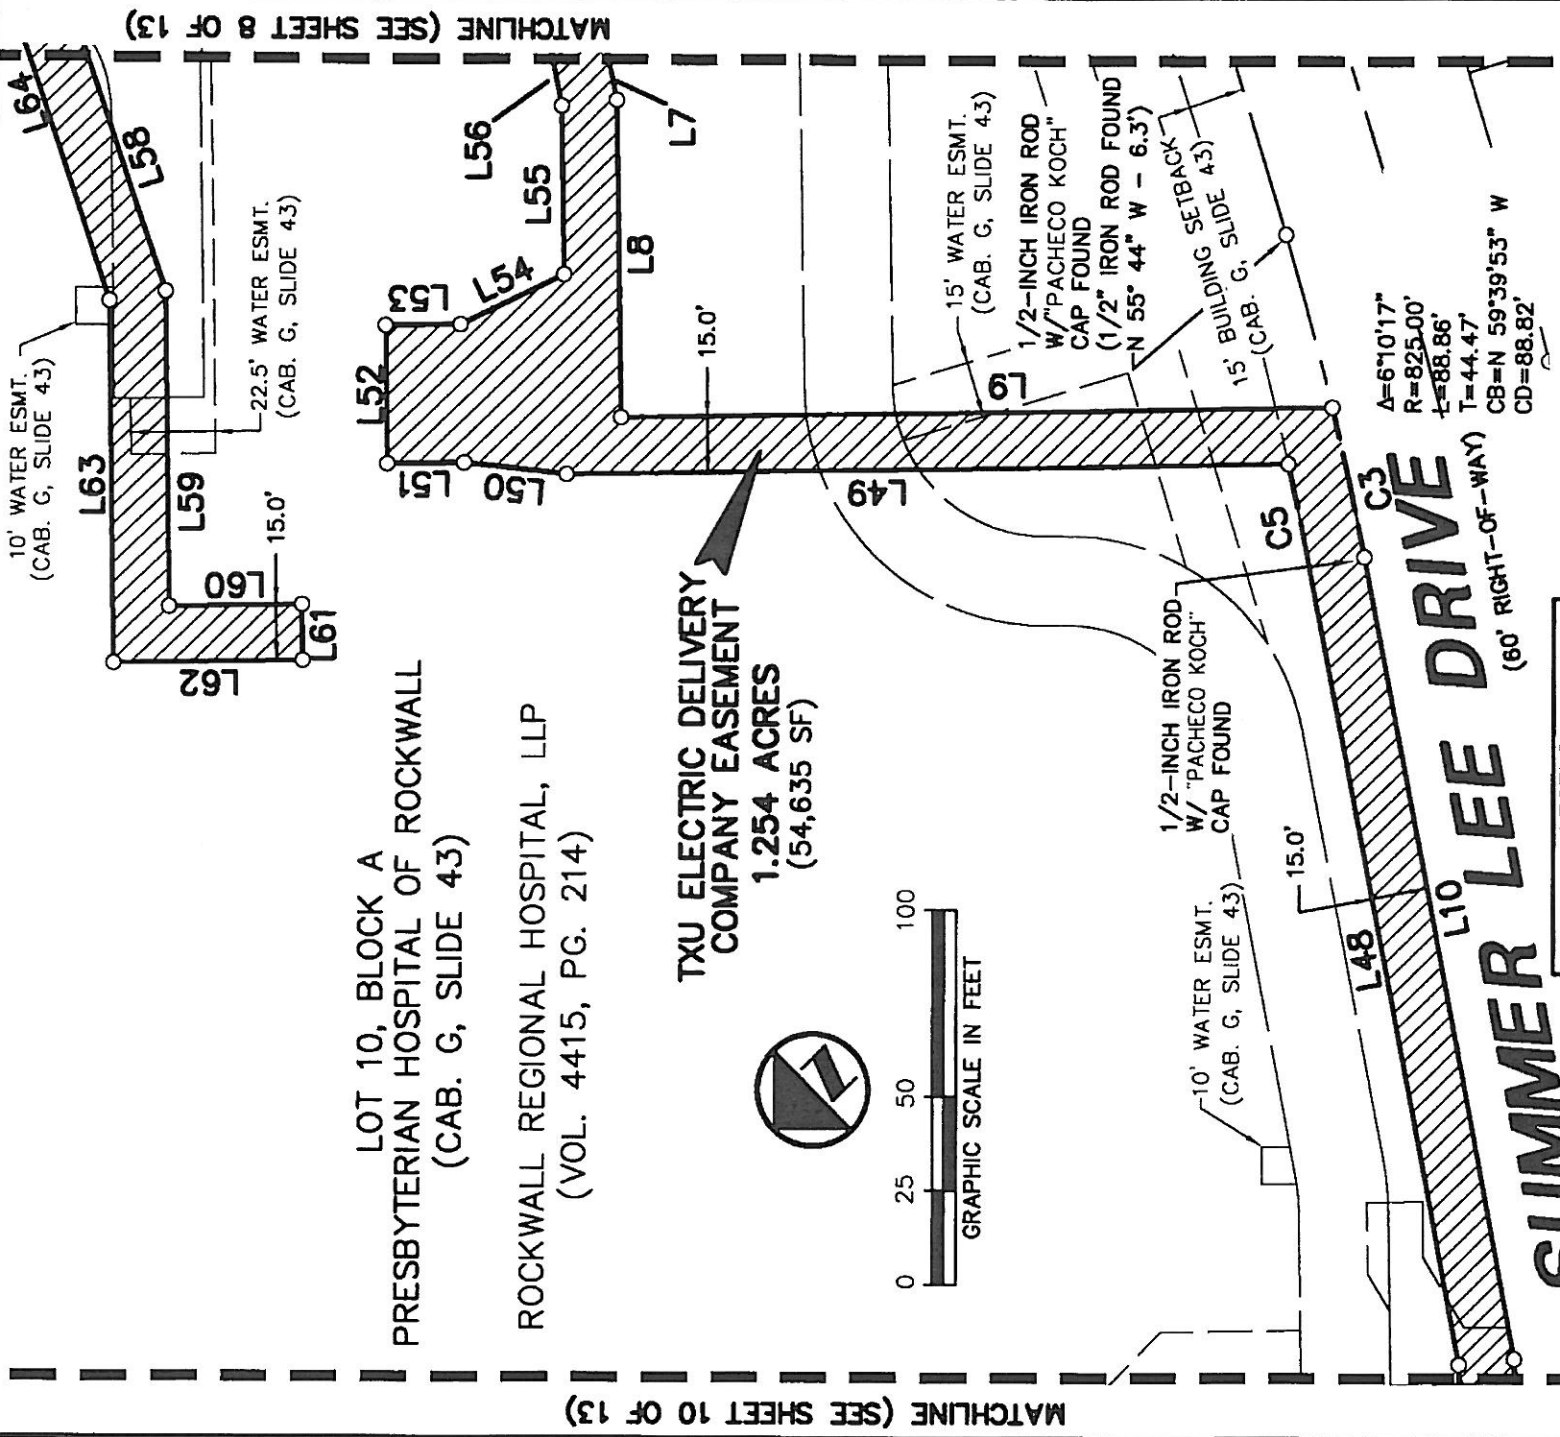 MATCHLINE (SEE SHEET 8 OF 13)
L64
L58
10' WATER ESMT.
(CAB. G, SLIDE 43)
L63
L59
22.5' WATER ESMT.
(CAB. G, SLIDE 43)
L60
15.0'
L61
L62
L56
L7
L55
L8
L54
L53
L52
L51
L50
15.0'
L49
L9
15' WATER ESMT.
(CAB. G, SLIDE 43)
1/2-INCH IRON ROD
W/"PACHECO KOCH"
CAP FOUND
(1/2" IRON ROD FOUND
N 55° 44" W - 6.3')
15' BUILDING SETBACK
(CAB. G, SLIDE 43)
Δ=6°10'17"
R=825.00'
L=88.86'
T=44.47'
CB=N 59°39'53" W
CD=88.82'
C5
C3
LOT 10, BLOCK A
PRESBYTERIAN HOSPITAL OF ROCKWALL
(CAB. G, SLIDE 43)
ROCKWALL REGIONAL HOSPITAL, LLP
(VOL. 4415, PG. 214)
TXU ELECTRIC DELIVERY
COMPANY EASEMENT
1.254 ACRES
(54,635 SF)
1/2-INCH IRON ROD
W/ "PACHECO KOCH"
CAP FOUND
15.0'
L48
L10
SUMMER LEE DRIVE
(60' RIGHT-OF-WAY)
10' WATER ESMT.
(CAB. G, SLIDE 43)
0 25 50 100
GRAPHIC SCALE IN FEET
MATCHLINE (SEE SHEET 10 OF 13)